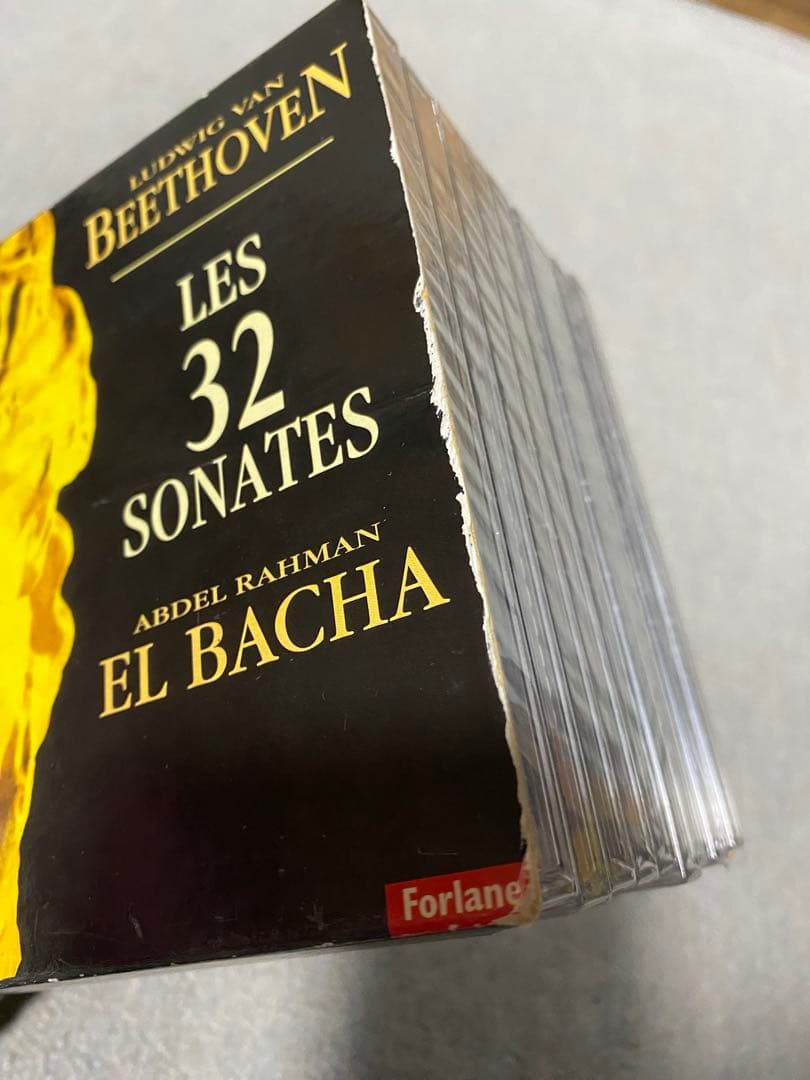 LUDWIG VAN
BEETHOVEN
LES
32
SONATES
ABDEL RAHMAN
EL BACHA
Forlane